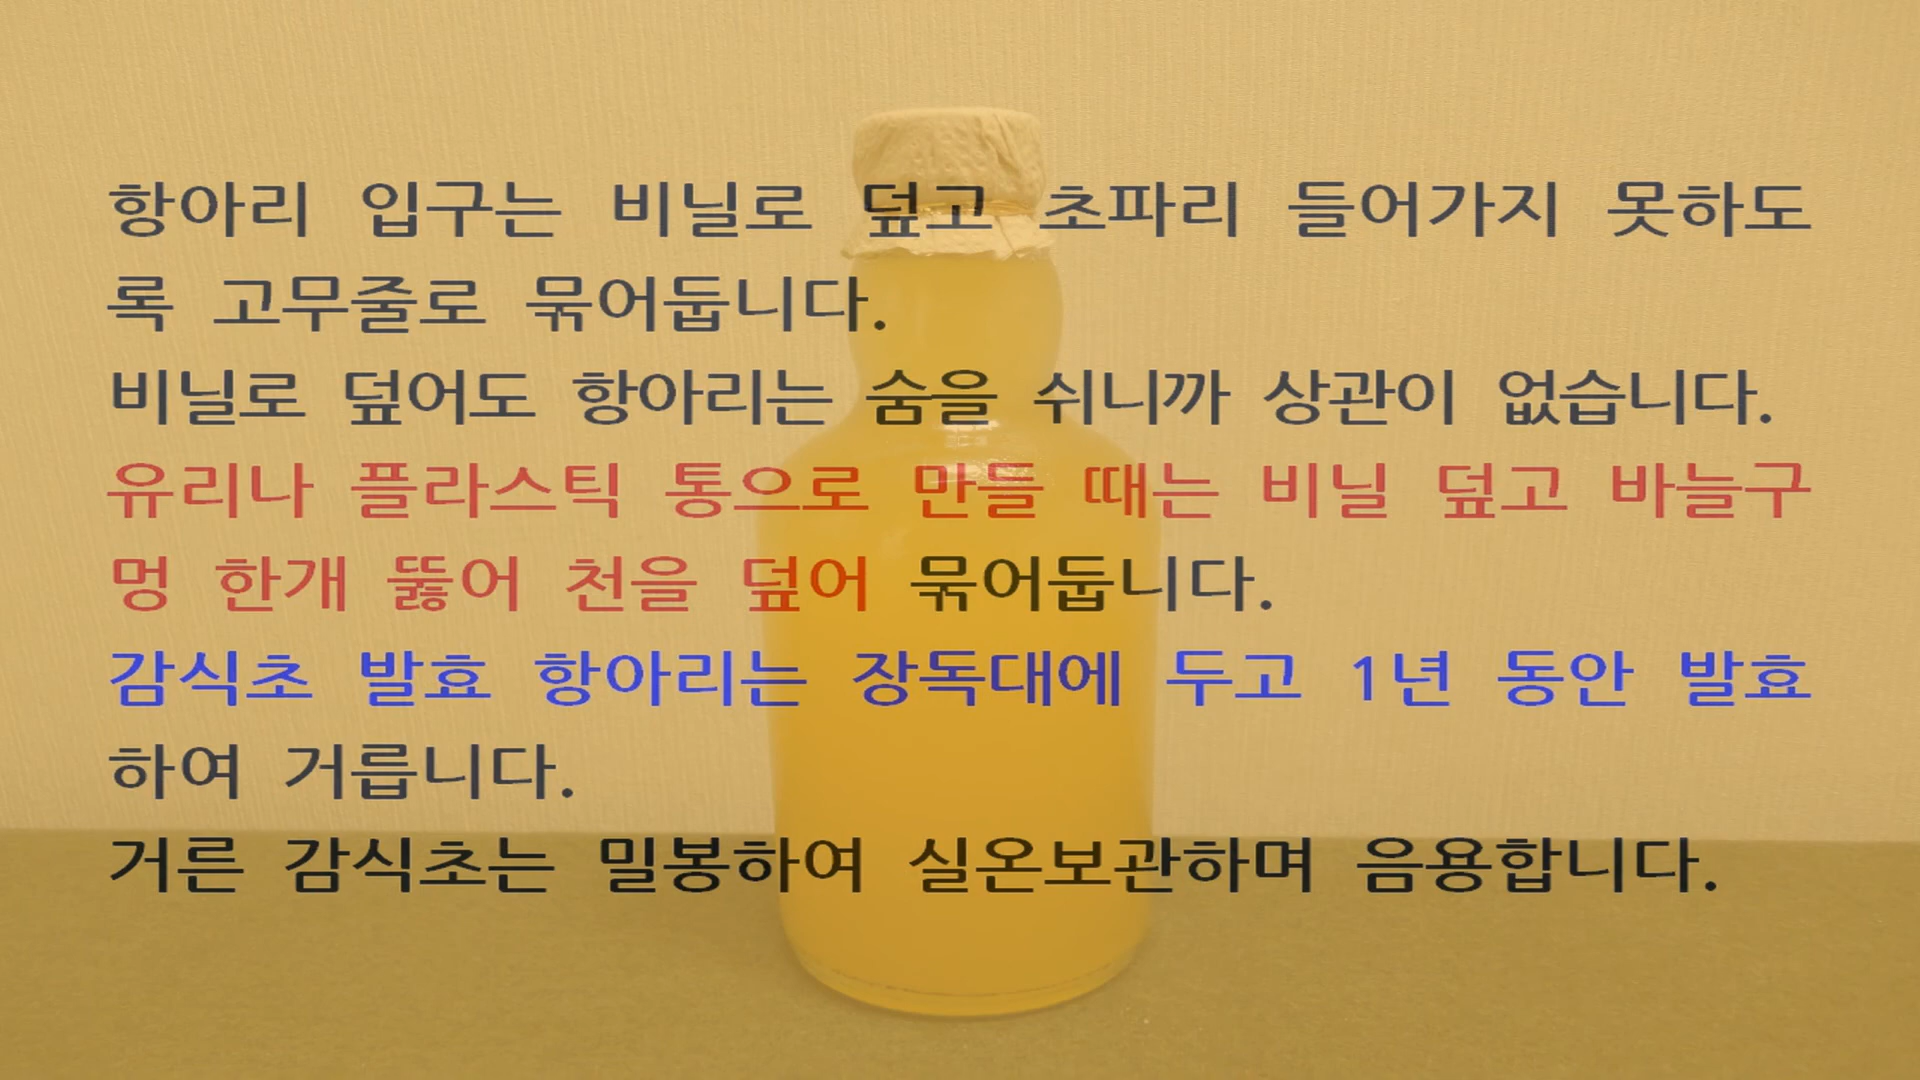 항아리 입구는 비닐로 덮고 초파리 들어가지 못하도
록 고무줄로 묶어둡니다.
비닐로 덮어도 항아리는 숨을 쉬니까 상관이 없습니다.
유리나 플라스틱 통으로 만들 때는 비닐 덮고 바늘구
멍 한개 뚫어 천을 덮어 묶어둡니다.
감식초 발효 항아리는 장독대에 두고 1년 동안 발효
하여 거릅니다.
거른 감식초는 밀봉하여 실온보관하며 음용합니다.